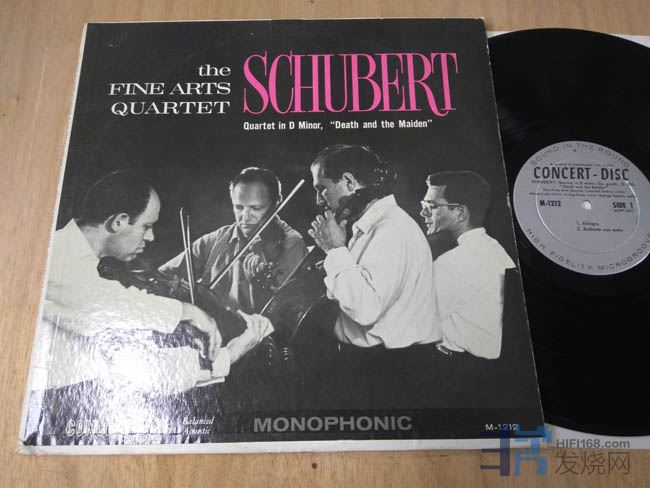 the
FINE ARTS
QUARTET
SCHUBERT
Quartet in D Minor, "Death and the Maiden"
Balanced
Acoustic
MONOPHONIC
M-1212
SOUND IN THE ROUND
CONCERT-DISC
M-1212
SIDE 1
1. Allegro
2. Andante con moto
HIGH FIDELITY MICROGROOVE
HIFI168.com
发烧网